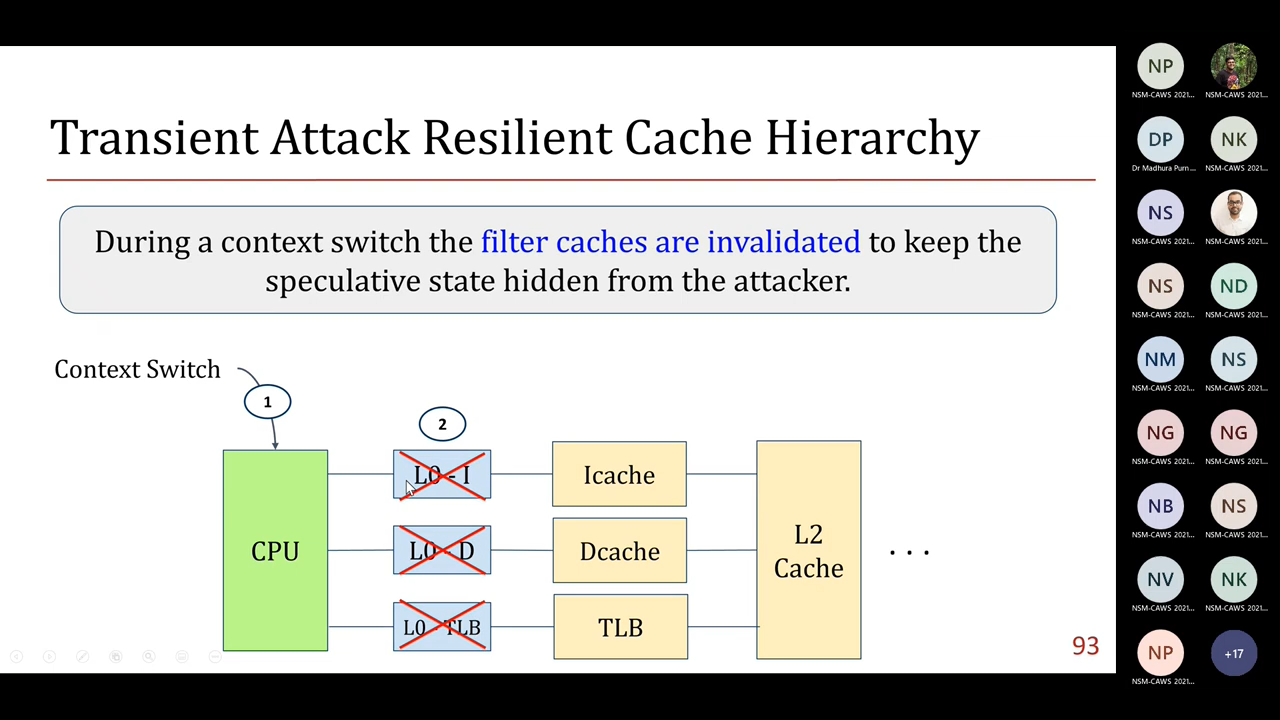 Transient Attack Resilient Cache Hierarchy
During a context switch the filter caches are invalidated to keep the
speculative state hidden from the attacker.
Context Switch
1
2
CPU
L0 - I
L0 - D
L0 - TLB
Icache
Dcache
TLB
L2
Cache
. . .
93
NP
NSM-CAWS 2021...
NSM-CAWS 2021...
DP
Dr Madhura Purn...
NK
NSM-CAWS 2021...
NS
NSM-CAWS 2021...
NSM-CAWS 2021...
NS
NSM-CAWS 2021...
ND
NSM-CAWS 2021...
NM
NSM-CAWS 2021...
NS
NSM-CAWS 2021...
NG
NSM-CAWS 2021...
NG
NSM-CAWS 2021...
NB
NSM-CAWS 2021...
NS
NSM-CAWS 2021...
NV
NSM-CAWS 2021...
NK
NSM-CAWS 2021...
NP
NSM-CAWS 2021...
+17